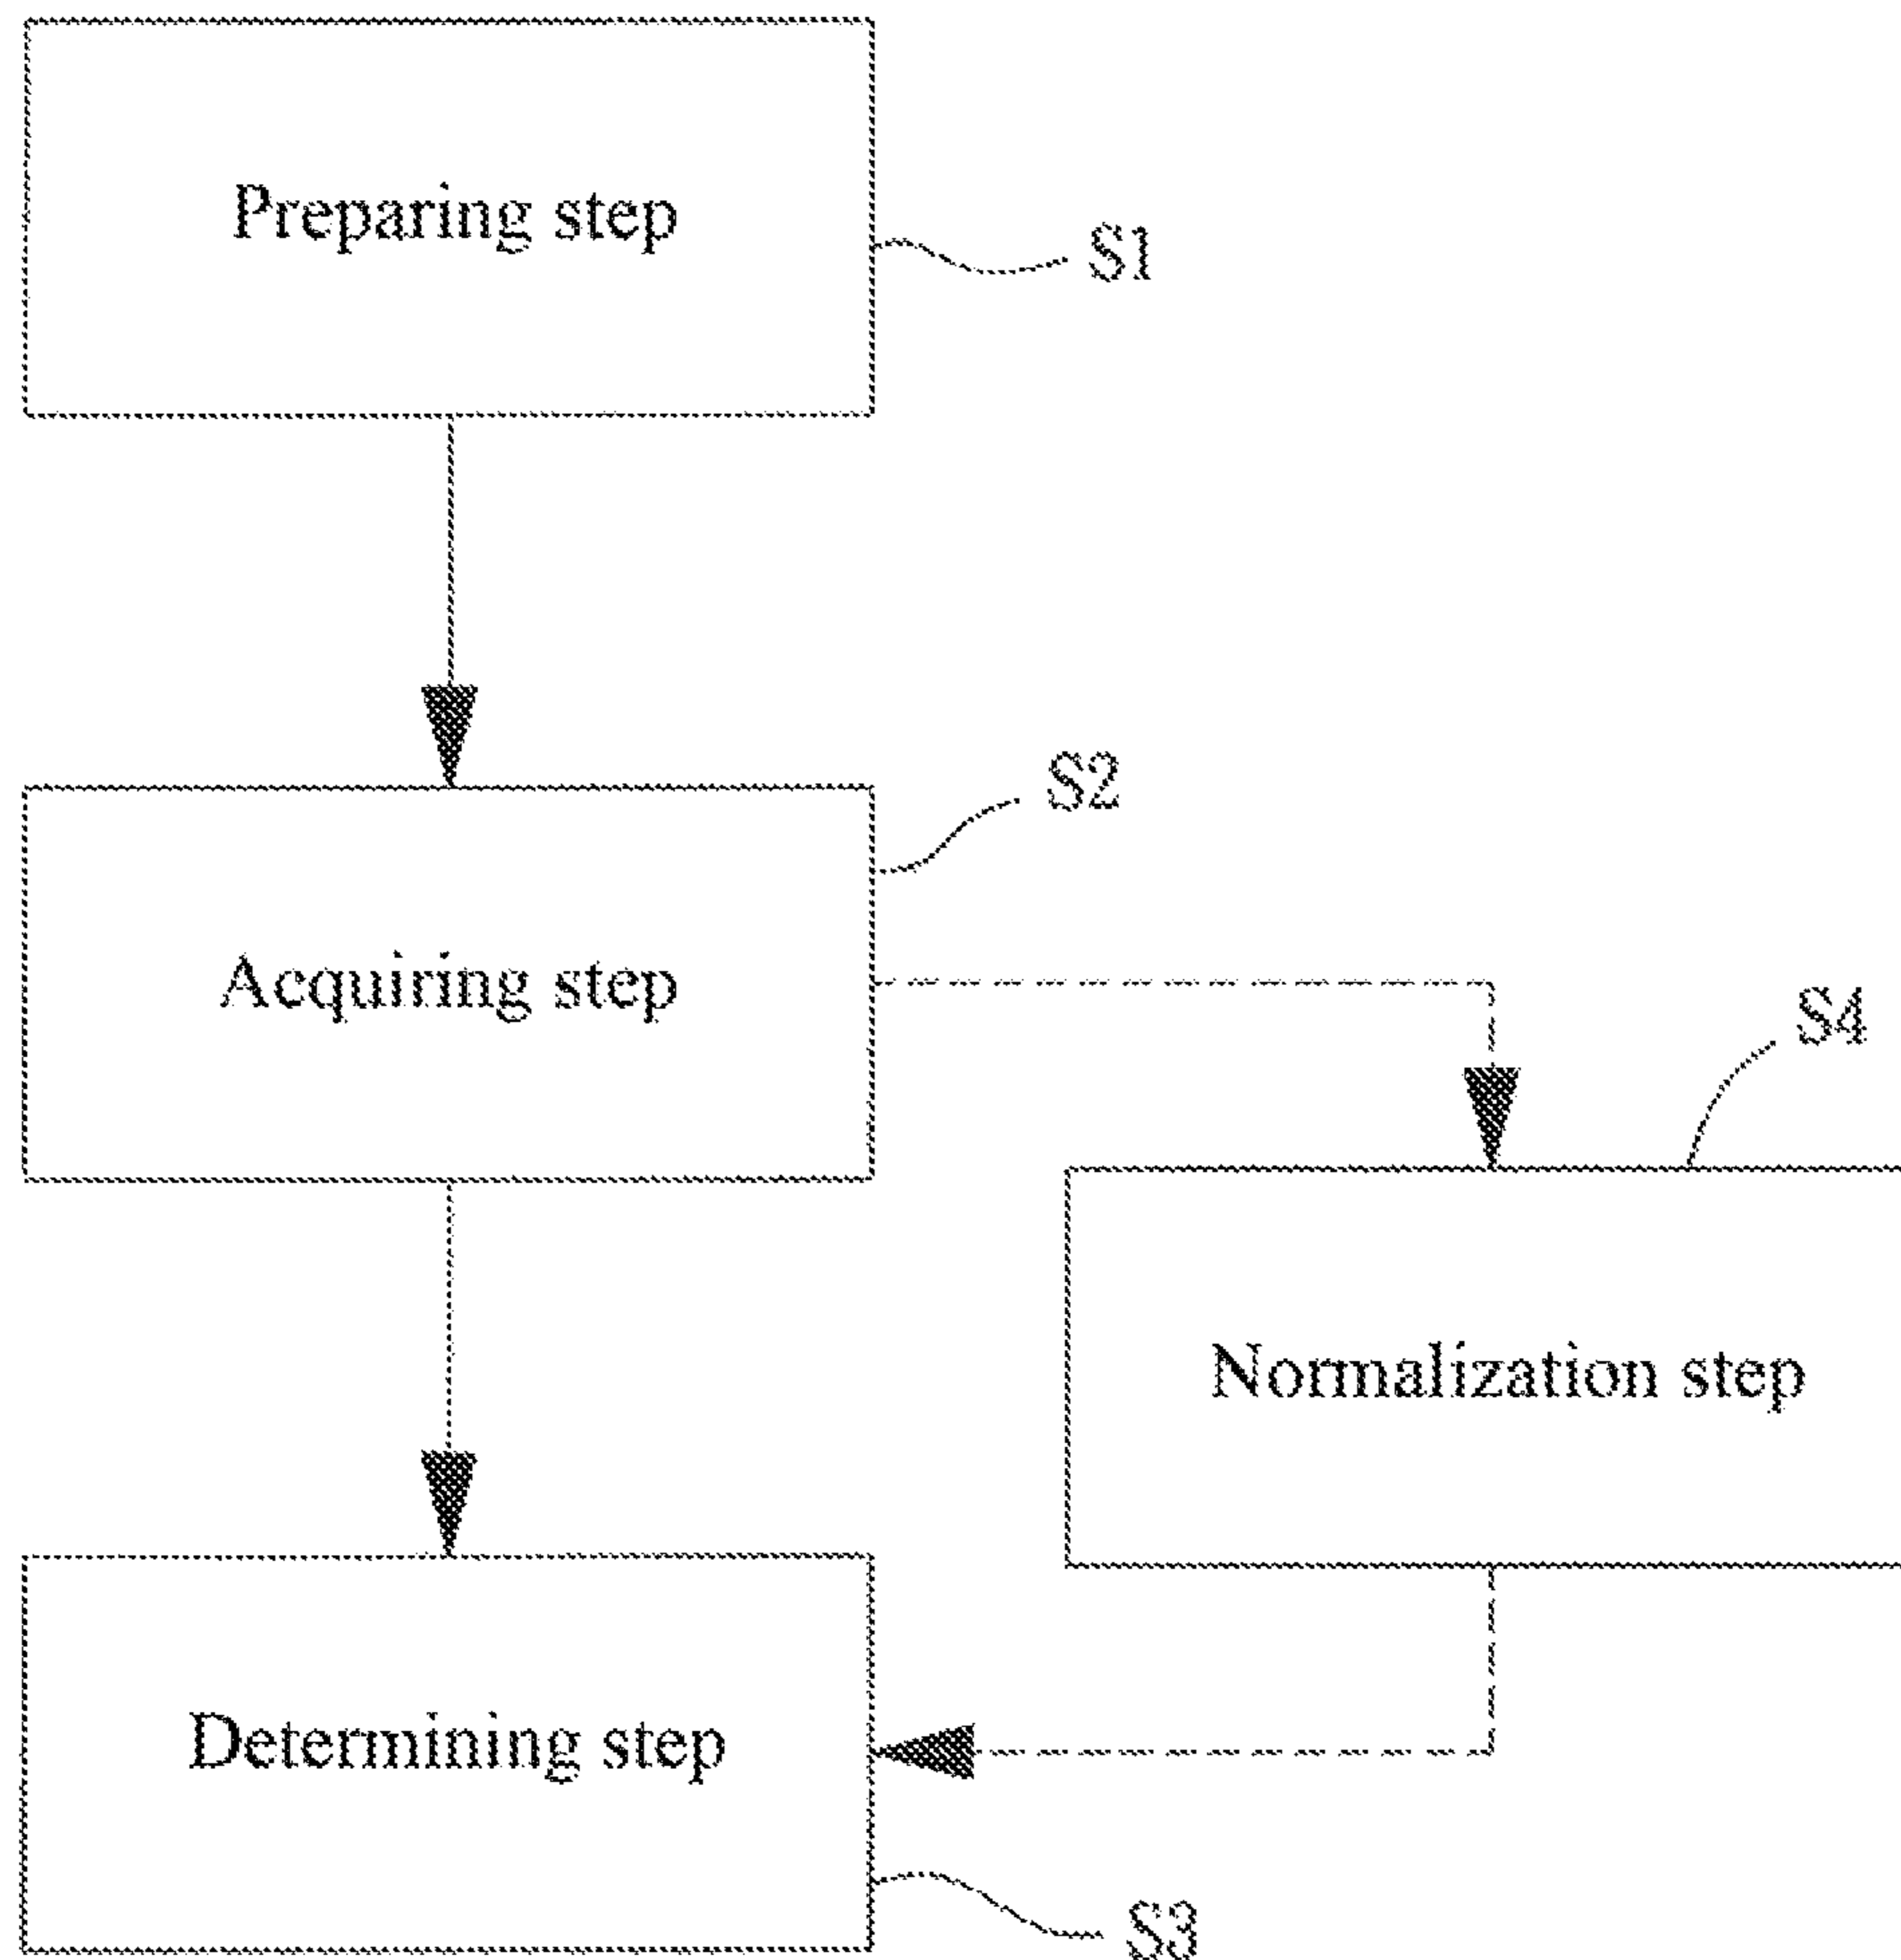 Preparing step
S1
S2
Acquiring step
S4
Normalization step
Determining step
S3